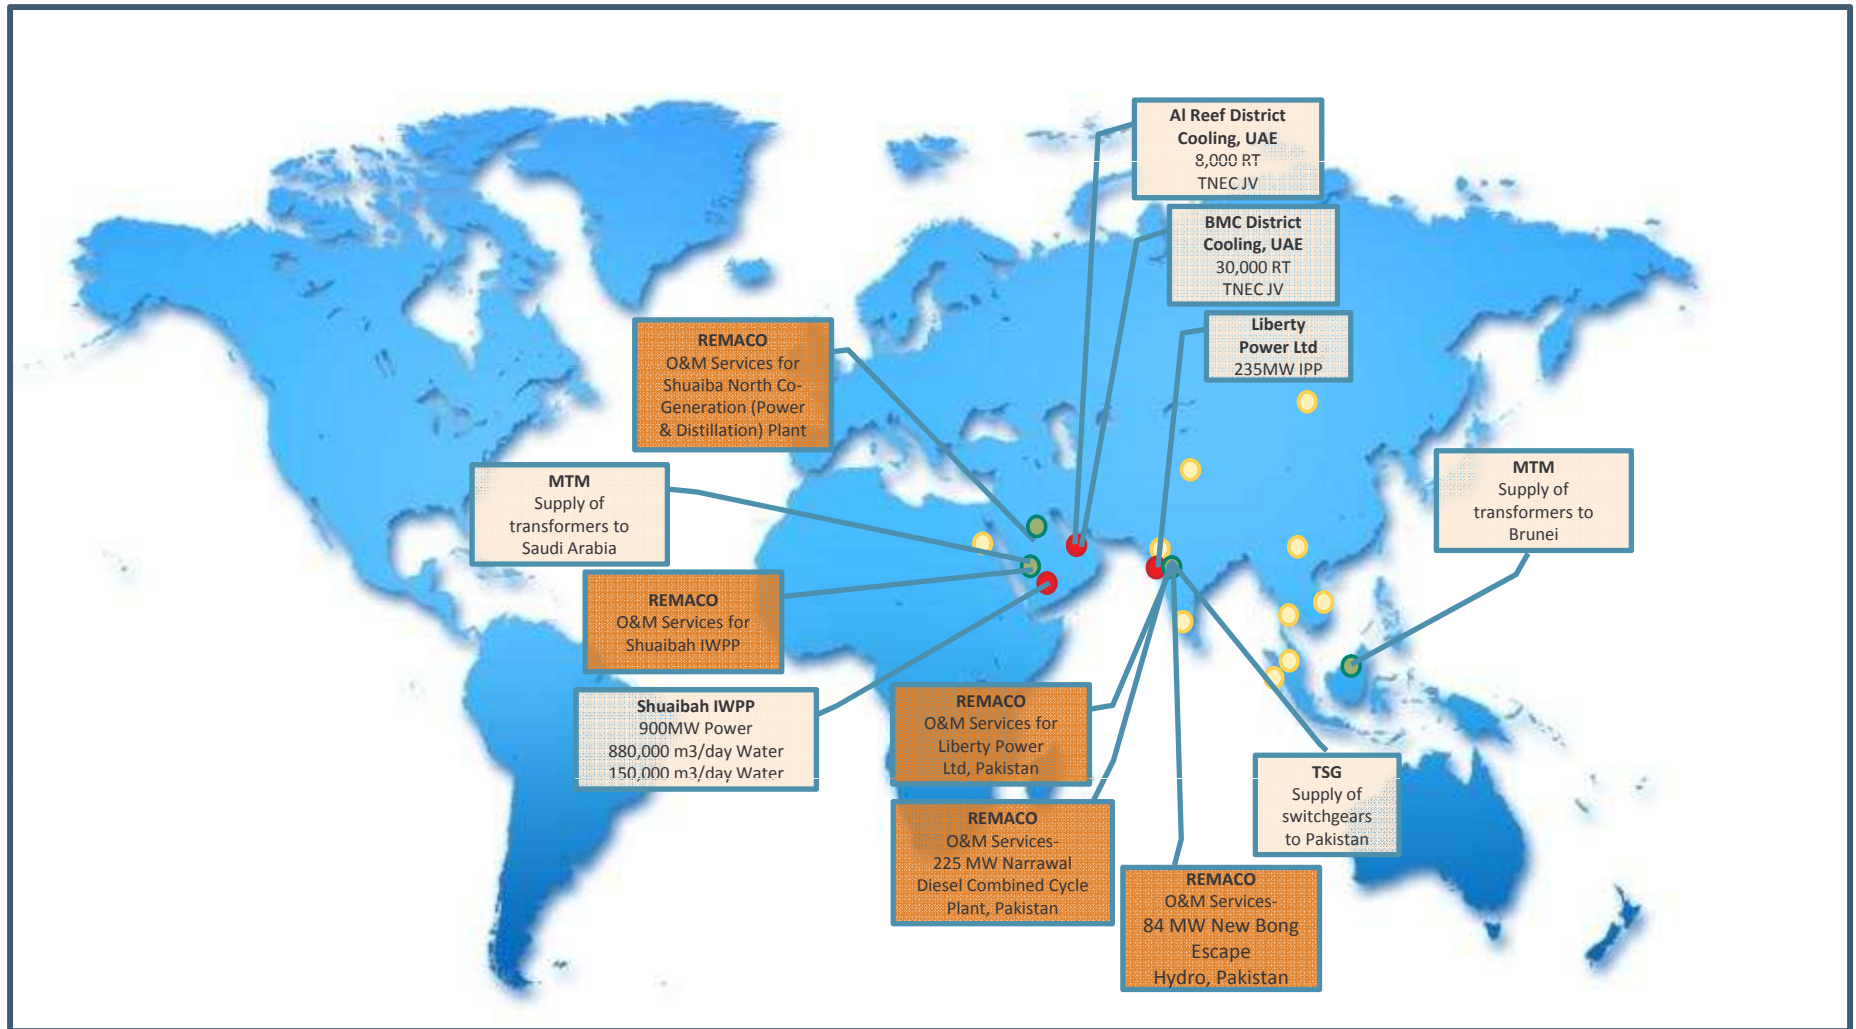 Al Reef District
Cooling, UAE
8,000 RT
TNEC JV
BMC District
Cooling, UAE
30,000 RT
TNEC JV
Liberty
Power Ltd
235MW IPP
REMACO
O&M Services for
Shuaiba North Co-
Generation (Power
& Distillation) Plant
MTM
Supply of
transformers to
Saudi Arabia
MTM
Supply of
transformers to
Brunei
REMACO
O&M Services for
Shuaibah IWPP
Shuaibah IWPP
900MW Power
880,000 m3/day Water
150,000 m3/day Water
REMACO
O&M Services for
Liberty Power
Ltd, Pakistan
REMACO
O&M Services-
225 MW Narrawal
Diesel Combined Cycle
Plant, Pakistan
TSG
Supply of
switchgears
to Pakistan
REMACO
O&M Services-
84 MW New Bong
Escape
Hydro, Pakistan